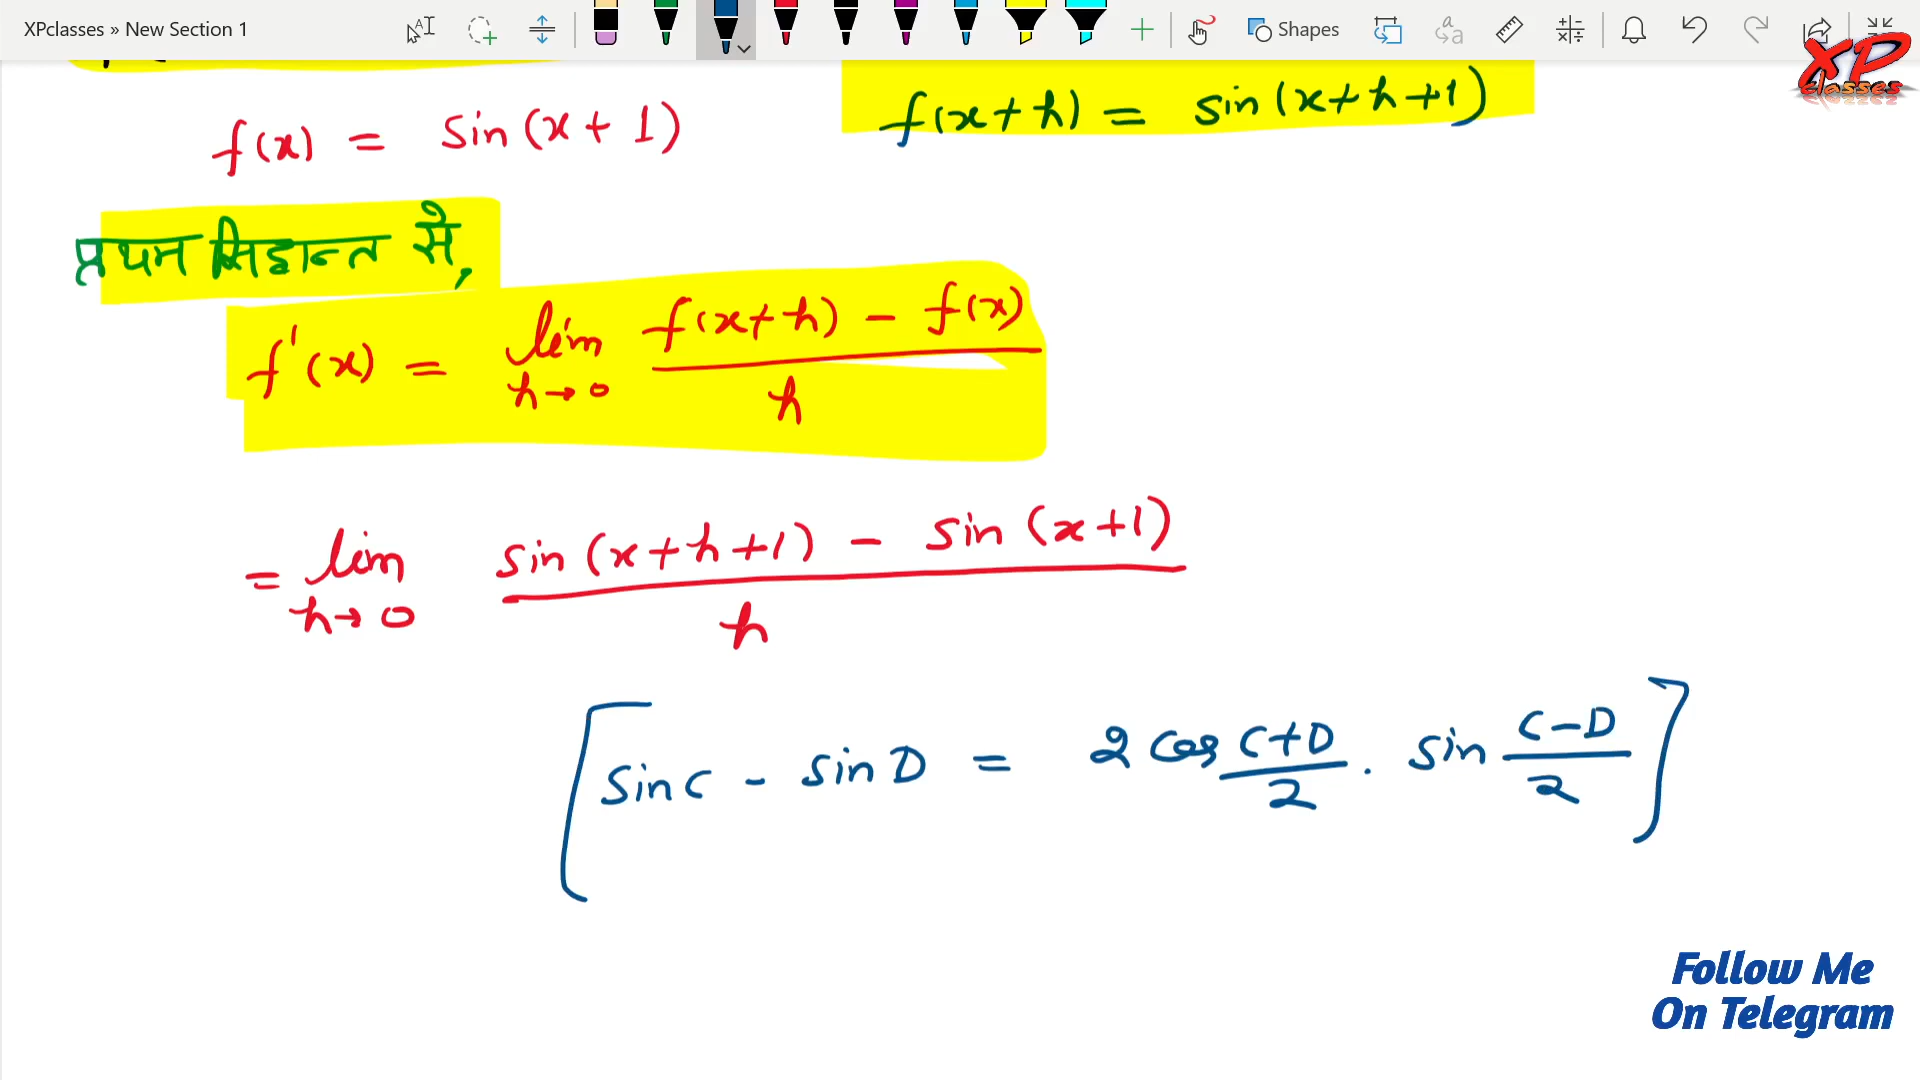 XPclasses » New Section 1
Shapes
XP
classes
f(x) = sin(x+1)
f(x+h) = sin(x+h+1)
प्रथम सिद्धान्त से,
f'(x) = lim h→0 f(x+h) - f(x) / h
= lim h→0 sin(x+h+1) - sin(x+1) / h
[sin C - sin D = 2 cos C+D/2 . sin C-D/2]
Follow Me
On Telegram